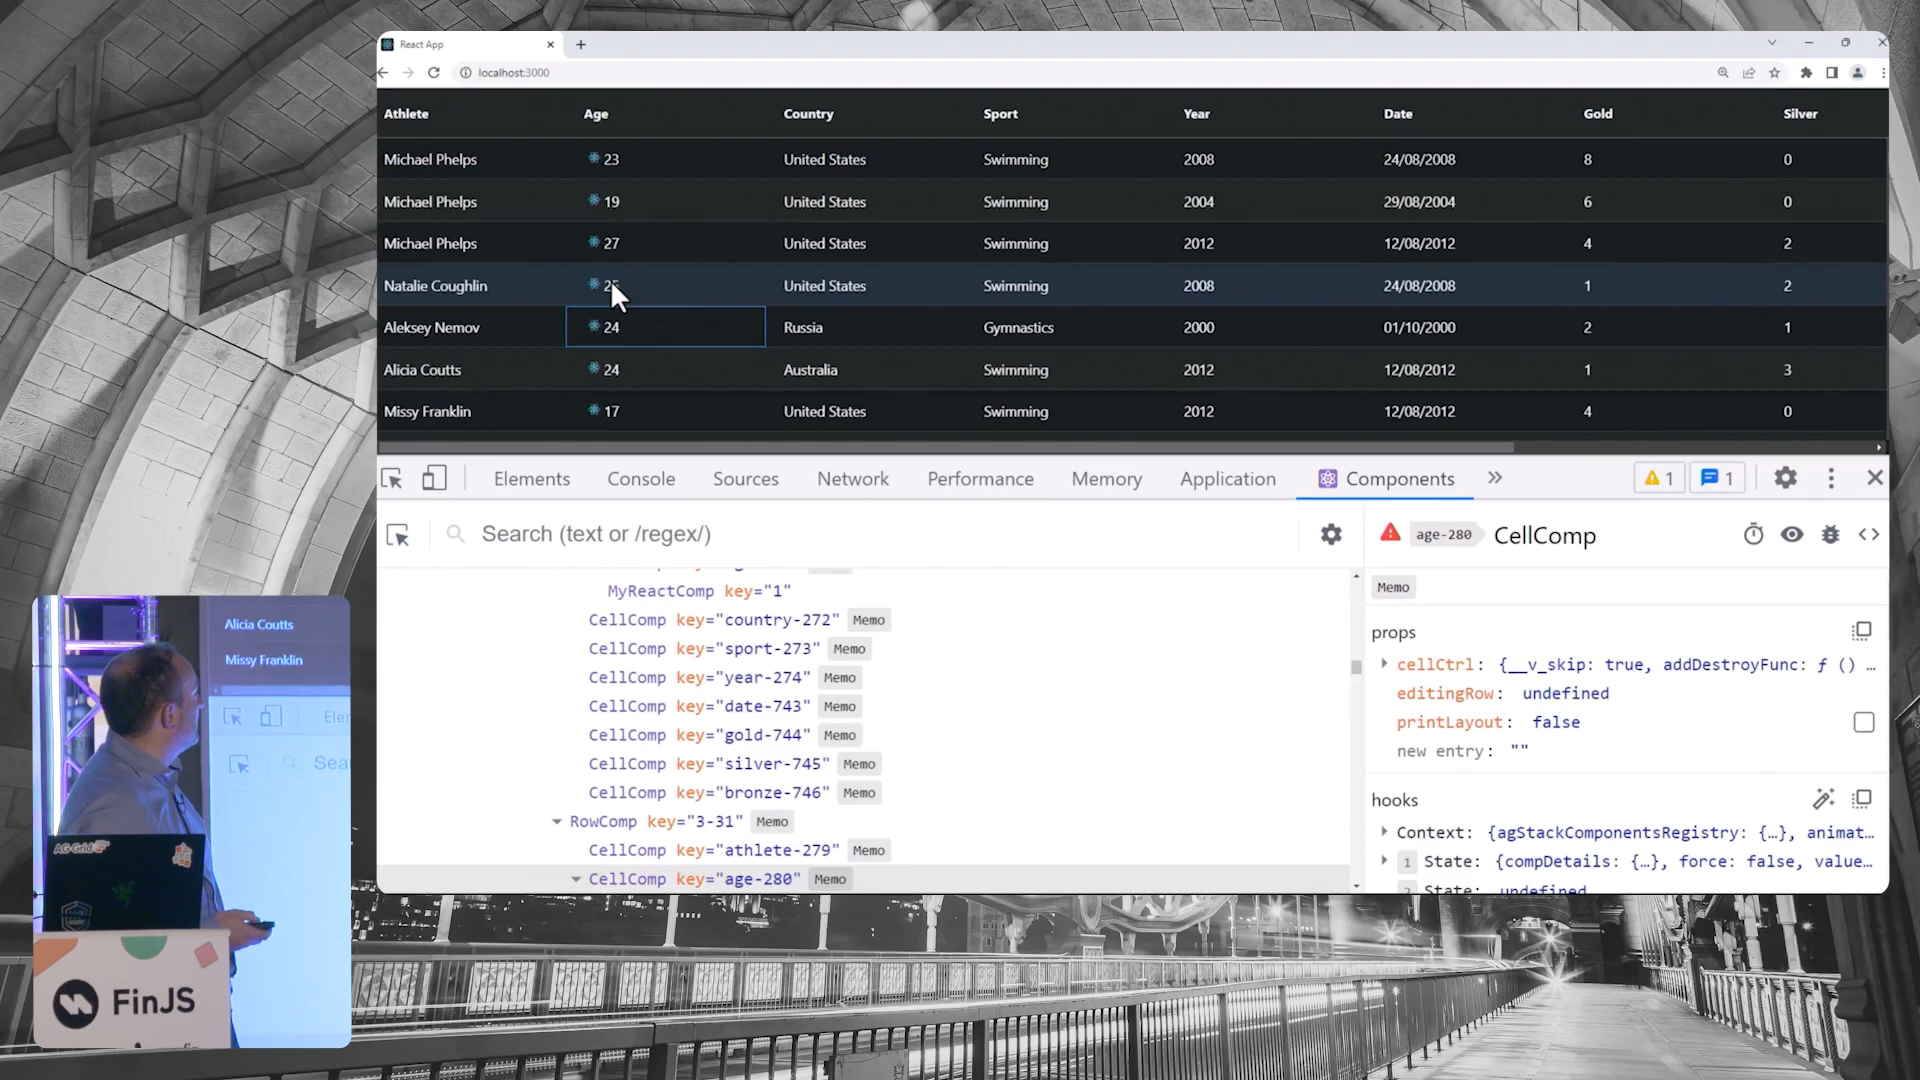 React App
localhost:3000
Athlete Age Country Sport Year Date Gold Silver
Michael Phelps 23 United States Swimming 2008 24/08/2008 8 0
Michael Phelps 19 United States Swimming 2004 29/08/2004 6 0
Michael Phelps 27 United States Swimming 2012 12/08/2012 4 2
Natalie Coughlin 25 United States Swimming 2008 24/08/2008 1 2
Aleksey Nemov 24 Russia Gymnastics 2000 01/10/2000 2 1
Alicia Coutts 24 Australia Swimming 2012 12/08/2012 1 3
Missy Franklin 17 United States Swimming 2012 12/08/2012 4 0
Elements Console Sources Network Performance Memory Application Components 1 1
Search (text or /regex/)
MyReactComp key="1"
CellComp key="country-272" Memo
CellComp key="sport-273" Memo
CellComp key="year-274" Memo
CellComp key="date-743" Memo
CellComp key="gold-744" Memo
CellComp key="silver-745" Memo
CellComp key="bronze-746" Memo
RowComp key="3-31" Memo
CellComp key="athlete-279" Memo
CellComp key="age-280" Memo
age-280 CellComp
Memo
props
cellCtrl: {__v_skip: true, addDestroyFunc: ƒ () …
editingRow: undefined
printLayout: false
new entry: ""
hooks
Context: {agStackComponentsRegistry: {…}, animat…
1 State: {compDetails: {…}, force: false, value…
2 State: undefined
Alicia Coutts
Missy Franklin
Eler
Sea
AG Grid
FinJS